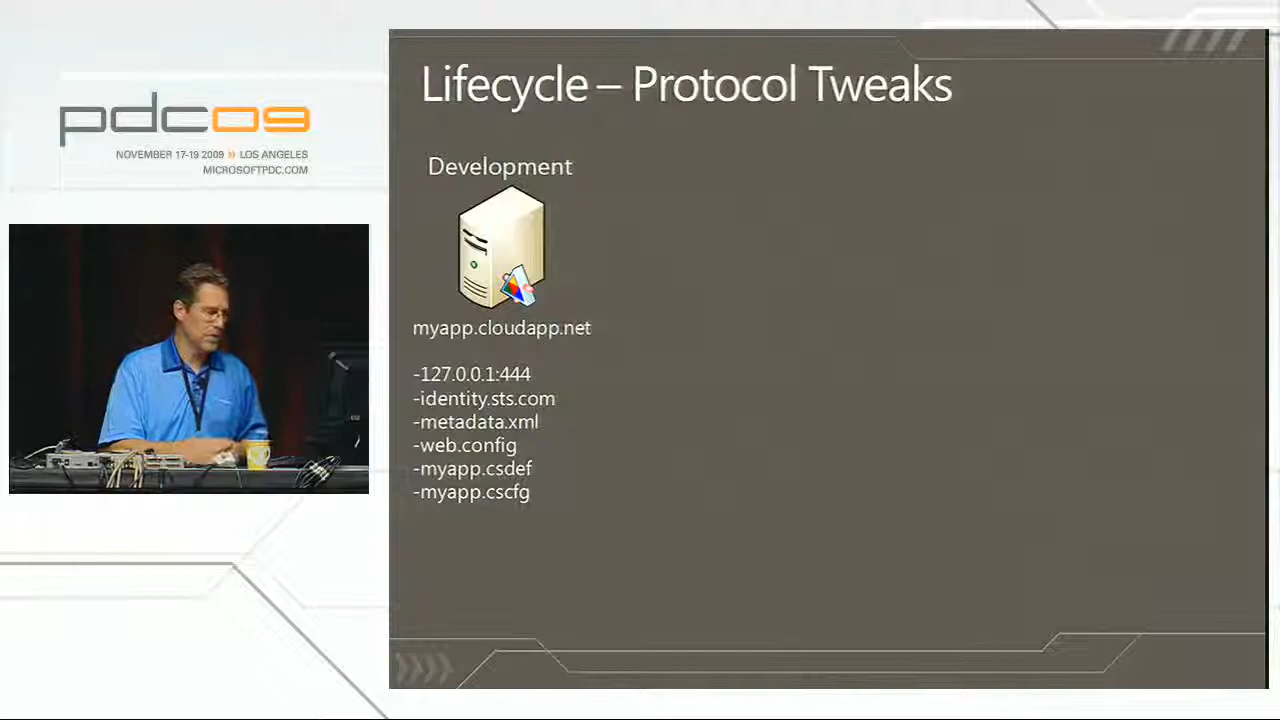 pdc09
NOVEMBER 17-19 2009 » LOS ANGELES
MICROSOFTPDC.COM
Lifecycle – Protocol Tweaks
Development
myapp.cloudapp.net
-127.0.0.1:444
-identity.sts.com
-metadata.xml
-web.config
-myapp.csdef
-myapp.cscfg